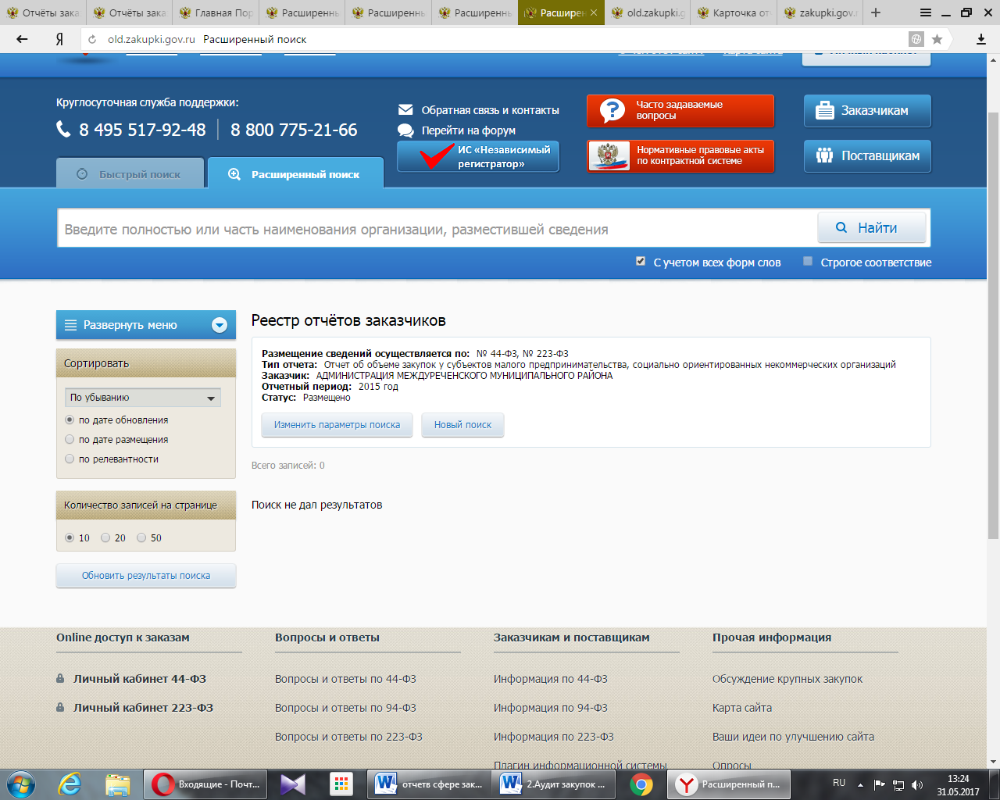 Отчёты зака
Отчёты зака
Главная Пор
Расширенны
Расширенны
Расширенны
Расширен
old.zakupki.g
Карточка от
zakupki.gov.r
old.zakupki.gov.ru Расширенный поиск
Круглосуточная служба поддержки:
8 495 517-92-48
8 800 775-21-66
Обратная связь и контакты
Перейти на форум
ИС «Независимый
регистратор»
Часто задаваемые
вопросы
Нормативные правовые акты
по контрактной системе
Заказчикам
Поставщикам
Быстрый поиск
Расширенный поиск
Введите полностью или часть наименования организации, разместившей сведения
Найти
С учетом всех форм слов
Строгое соответствие
Развернуть меню
Сортировать
По убыванию
по дате обновления
по дате размещения
по релевантности
Количество записей на странице
10 20 50
Обновить результаты поиска
Реестр отчётов заказчиков
Размещение сведений осуществляется по: № 44-ФЗ, № 223-ФЗ
Тип отчета: Отчет об объеме закупок у субъектов малого предпринимательства, социально ориентированных некоммерческих организаций
Заказчик: АДМИНИСТРАЦИЯ МЕЖДУРЕЧЕНСКОГО МУНИЦИПАЛЬНОГО РАЙОНА
Отчетный период: 2015 год
Статус: Размещено
Изменить параметры поиска
Новый поиск
Всего записей: 0
Поиск не дал результатов
Online доступ к заказам
Личный кабинет 44-ФЗ
Личный кабинет 223-ФЗ
Вопросы и ответы
Вопросы и ответы по 44-ФЗ
Вопросы и ответы по 94-ФЗ
Вопросы и ответы по 223-ФЗ
Заказчикам и поставщикам
Информация по 44-ФЗ
Информация по 94-ФЗ
Информация по 223-ФЗ
Плагин информационной системы
Прочая информация
Обсуждение крупных закупок
Карта сайта
Ваши идеи по улучшению сайта
Опросы
Входящие - Почт...
отчетв сфере зак...
2.Аудит закупок ...
Расширенный п...
RU
13:24
31.05.2017